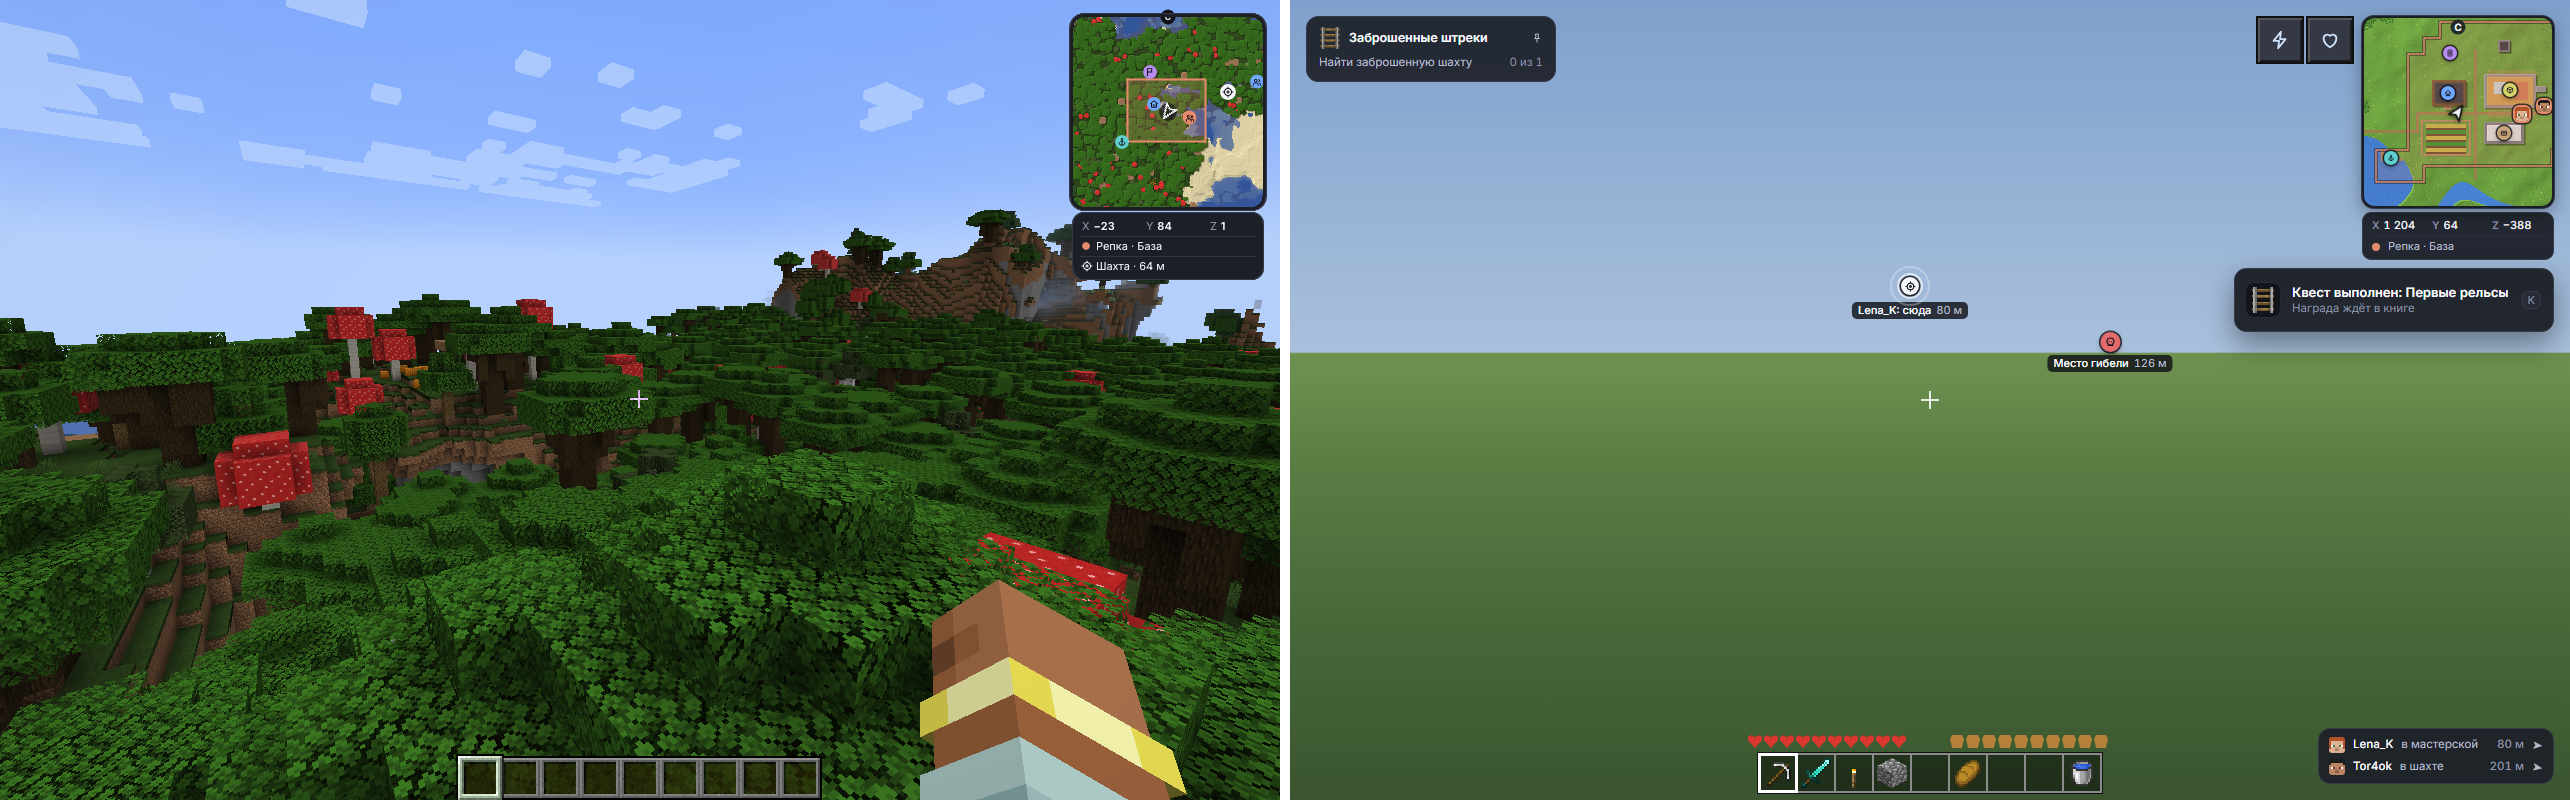 C
X −23 Y 84 Z 1
Репка · База
Шахта · 64 м
Заброшенные штреки
Найти заброшенную шахту 0 из 1
C
X 1 204 Y 64 Z −388
Репка · База
Квест выполнен: Первые рельсы K
Награда ждёт в книге
Lena_K: сюда 80 м
Место гибели 126 м
Lena_K в мастерской 80 м
Tor4ok в шахте 201 м